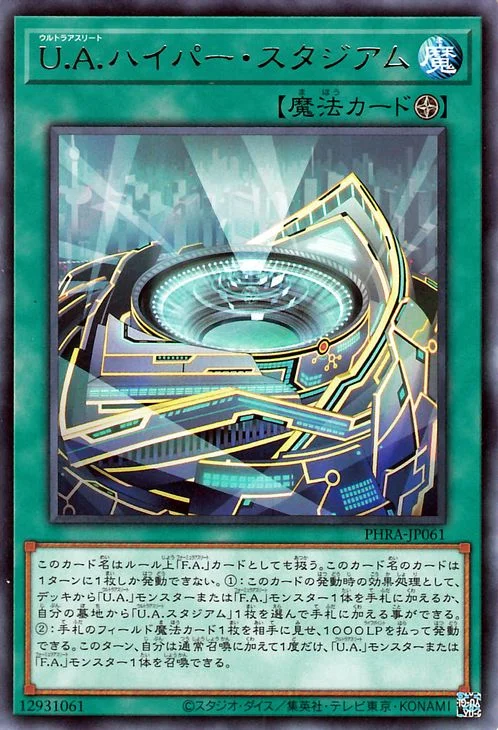 ウルトラアスリート
U.A.ハイパー・スタジアム
魔
【魔法カード】
PHRA-JP061
このカード名はルール上「F.A.」カードとしても扱う。このカード名のカードは
1ターンに1枚しか発動できない。①：このカードの発動時の効果処理として、
デッキから「U.A.」モンスターまたは「F.A.」モンスター1体を手札に加えるか、
自分の墓地から「U.A.スタジアム」1枚を選んで手札に加える事ができる。
②：手札のフィールド魔法カード1枚を相手に見せ、1000LPを払って発動
できる。このターン、自分は通常召喚に加えて1度だけ、「U.A.」モンスターまたは
「F.A.」モンスター1体を召喚できる。
12931061
©スタジオ・ダイス／集英社・テレビ東京・KONAMI